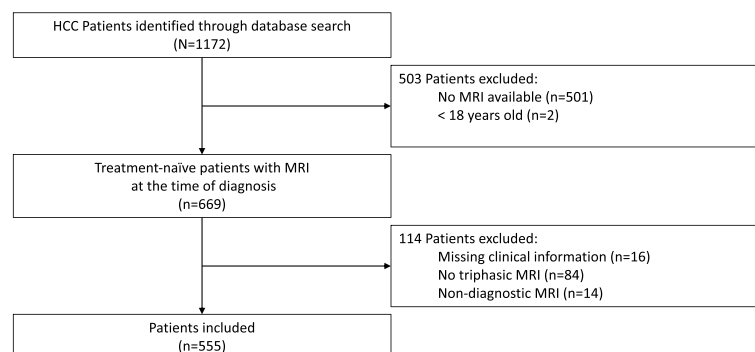 HCC Patients identified through database search
(N=1172)
503 Patients excluded:
No MRI available (n=501)
< 18 years old (n=2)
Treatment-naïve patients with MRI
at the time of diagnosis
(n=669)
114 Patients excluded:
Missing clinical information (n=16)
No triphasic MRI (n=84)
Non-diagnostic MRI (n=14)
Patients included
(n=555)